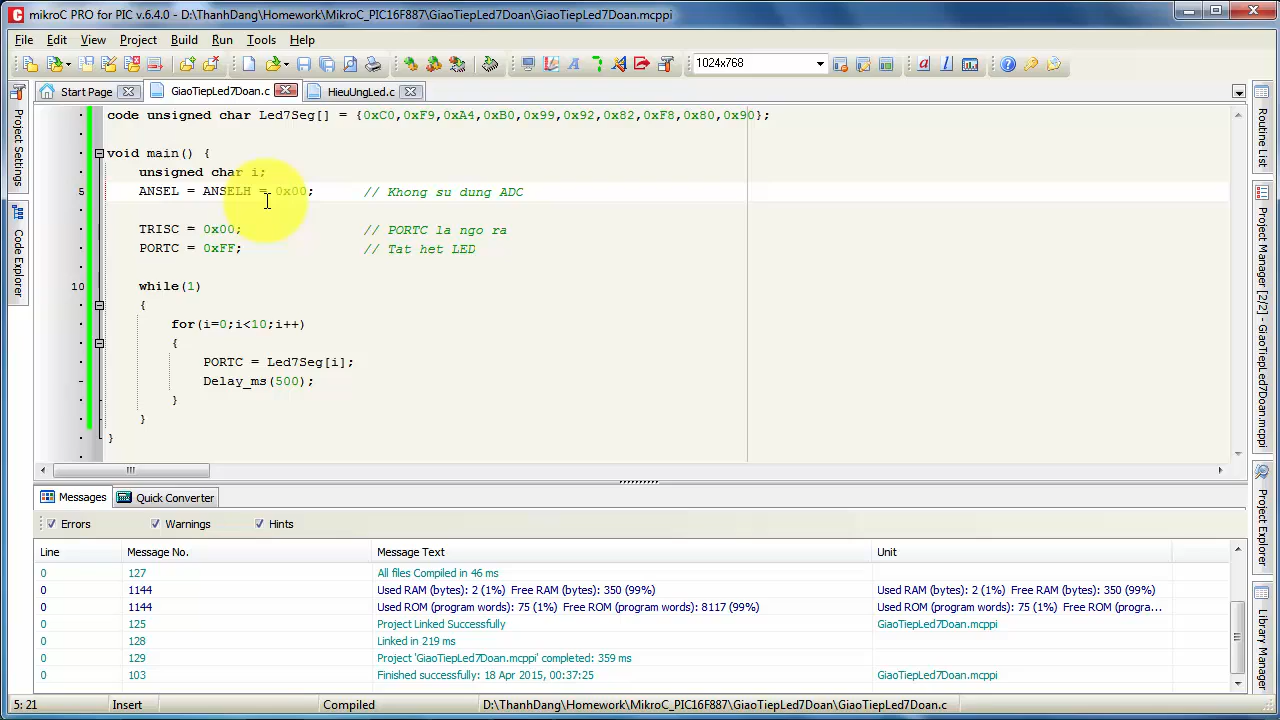 mikroC PRO for PIC v.6.4.0 - D:\ThanhDang\Homework\MikroC_PIC16F887\GiaoTiepLed7Doan\GiaoTiepLed7Doan.mcppi
File Edit View Project Build Run Tools Help
1024x768
Start Page GiaoTiepLed7Doan.c HieuUngLed.c
code unsigned char Led7Seg[] = {0xC0,0xF9,0xA4,0xB0,0x99,0x92,0x82,0xF8,0x80,0x90};
void main() {
unsigned char i;
5 ANSEL = ANSELH = 0x00; // Khong su dung ADC
TRISC = 0x00; // PORTC la ngo ra
PORTC = 0xFF; // Tat het LED
10 while(1)
{
for(i=0;i<10;i++)
{
PORTC = Led7Seg[i];
Delay_ms(500);
}
}
}
Project Settings
Code Explorer
Routine List
Project Manager [2/2] - GiaoTiepLed7Doan.mcppi
Project Explorer
Library Manager
Messages Quick Converter
Errors Warnings Hints
Line Message No. Message Text Unit
0 127 All files Compiled in 46 ms
0 1144 Used RAM (bytes): 2 (1%) Free RAM (bytes): 350 (99%) Used RAM (bytes): 2 (1%) Free RAM (bytes): 350 (99%)
0 1144 Used ROM (program words): 75 (1%) Free ROM (program words): 8117 (99%) Used ROM (program words): 75 (1%) Free ROM (progra...
0 125 Project Linked Successfully GiaoTiepLed7Doan.mcppi
0 128 Linked in 219 ms
0 129 Project 'GiaoTiepLed7Doan.mcppi' completed: 359 ms
0 103 Finished successfully: 18 Apr 2015, 00:37:25 GiaoTiepLed7Doan.mcppi
5: 21 Insert Compiled D:\ThanhDang\Homework\MikroC_PIC16F887\GiaoTiepLed7Doan\GiaoTiepLed7Doan.c